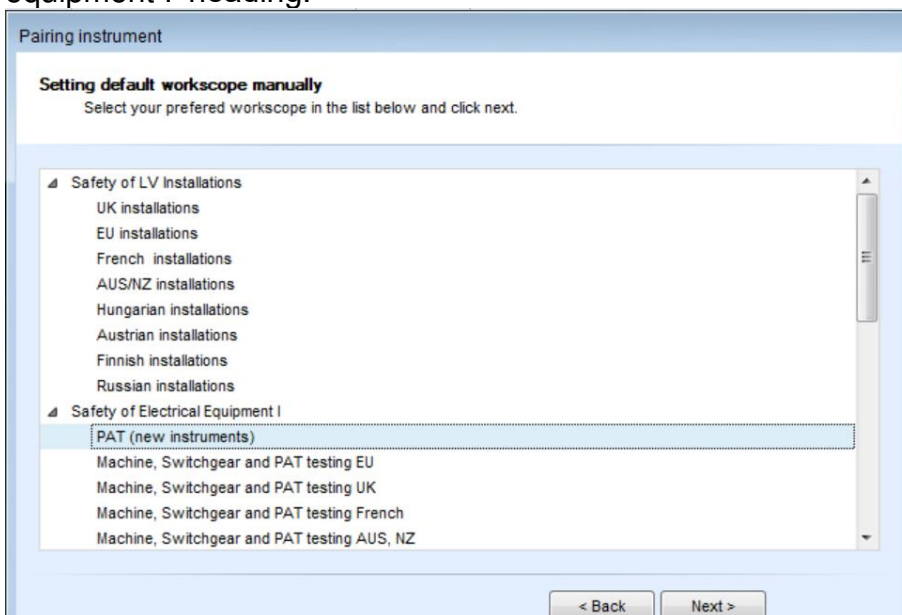 equipment I' heading.
Pairing instrument
Setting default workscope manually
Select your prefered workscope in the list below and click next.
Safety of LV Installations
UK installations
EU installations
French installations
AUS/NZ installations
Hungarian installations
Austrian installations
Finnish installations
Russian installations
Safety of Electrical Equipment I
PAT (new instruments)
Machine, Switchgear and PAT testing EU
Machine, Switchgear and PAT testing UK
Machine, Switchgear and PAT testing French
Machine, Switchgear and PAT testing AUS, NZ
< Back Next >